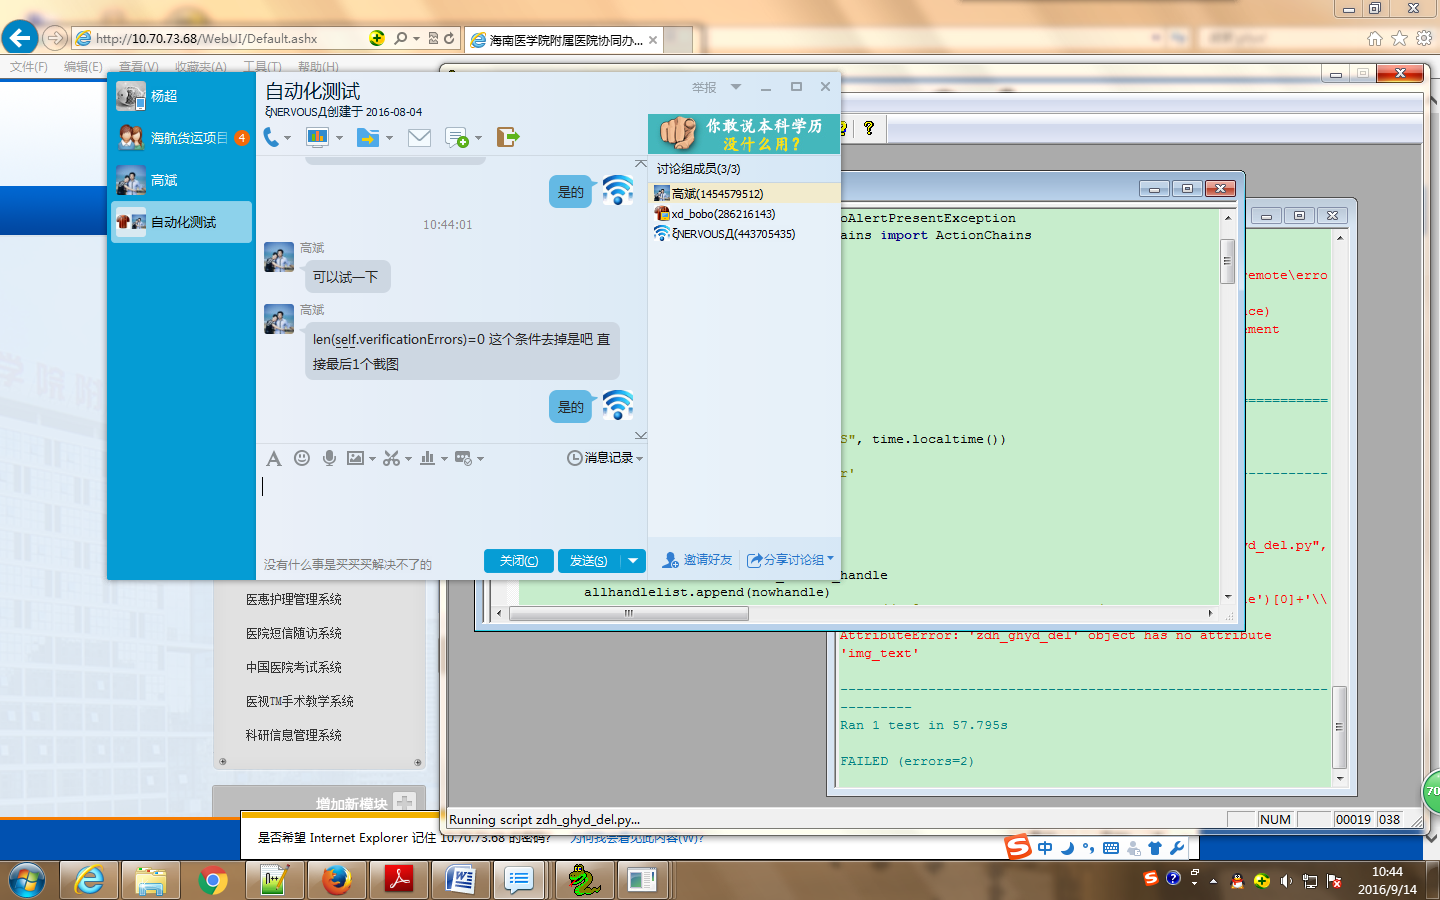 http://10.70.73.68/WebUI/Default.ashx
海南医学院附属医院协同办...
文件(F) 编辑(E) 查看(V) 收藏夹(A) 工具(T) 帮助(H)
杨超
海航货运项目
4
高斌
自动化测试
自动化测试
ξNERVOUSД创建于 2016-08-04
举报
你敢说本科学历
没什么用?
讨论组成员(3/3)
高斌(1454579512)
xd_bobo(286216143)
ξNERVOUSД(443705435)
是的
10:44:01
高斌
可以试一下
高斌
len(self.verificationErrors)=0 这个条件去掉是吧 直
接最后1个截图
是的
消息记录
没有什么事是买买买解决不了的
关闭(C)
发送(S)
邀请好友
分享讨论组
oAlertPresentException
ains import ActionChains
S", time.localtime())
r'
handle
allhandlelist.append(nowhandle)
emote\erro
ce)
ement
===========
-----------
yd_del.py",
e')[0]+'\\
AttributeError: 'zdh_ghyd_del' object has no attribute
'img_text'
----------------------------------------------------------------------
Ran 1 test in 57.795s
FAILED (errors=2)
医惠护理管理系统
医院短信随访系统
中国医院考试系统
医视TM手术教学系统
科研信息管理系统
增加新模块
Running script zdh_ghyd_del.py...
NUM
00019
038
70
是否希望 Internet Explorer 记住 10.70.73.68 的密码?
为何我会看见此内容(W)?
中
10:44
2016/9/14